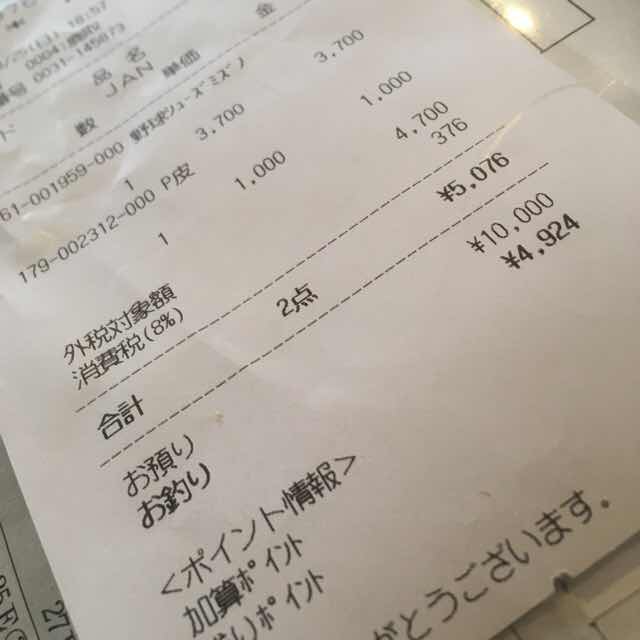 0031-145673
品 名
JAN 単価 金
数
61-001959-000 野球ｼｭｰｽﾞﾐｽﾞﾉ
1 3,700 3,700
179-002312-000 P皮
1 1,000 1,000
外税対象額 4,700
消費税(8%) 376
合計 2点 ¥5,076
お預り ¥10,000
お釣り ¥4,924
<ポイント情報>
加算ﾎﾟｲﾝﾄ
ﾎﾟｲﾝﾄ
がとうございます.